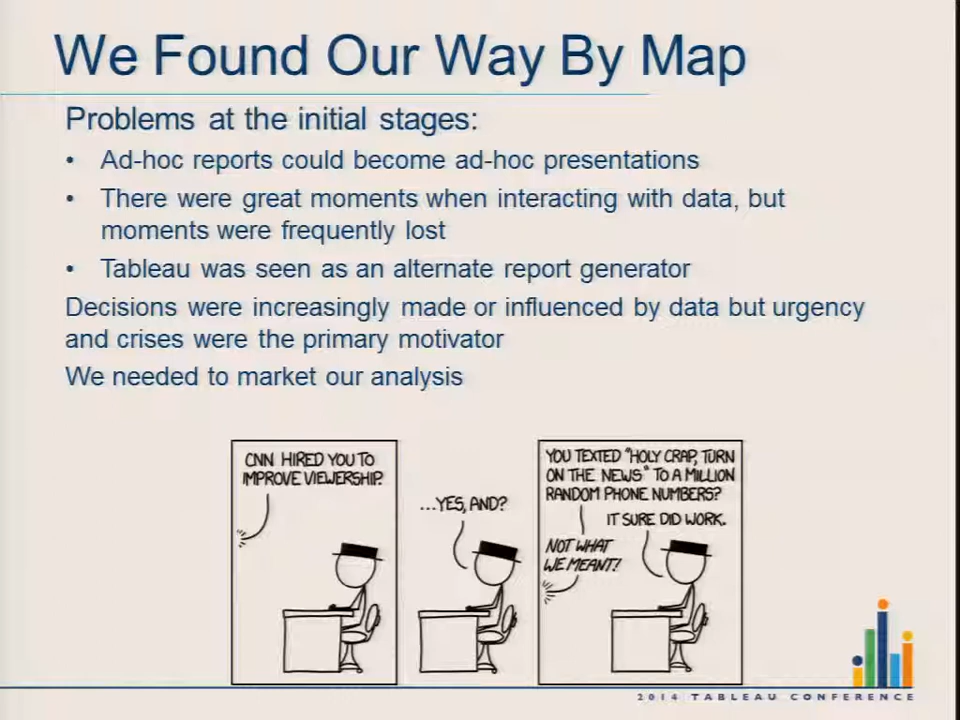 We Found Our Way By Map
Problems at the initial stages:
• Ad-hoc reports could become ad-hoc presentations
• There were great moments when interacting with data, but
moments were frequently lost
• Tableau was seen as an alternate report generator
Decisions were increasingly made or influenced by data but urgency
and crises were the primary motivator
We needed to market our analysis
CNN HIRED YOU TO
IMPROVE VIEWERSHIP.
...YES, AND?
YOU TEXTED "HOLY CRAP, TURN
ON THE NEWS" TO A MILLION
RANDOM PHONE NUMBERS?
IT SURE DID WORK.
NOT WHAT
WE MEANT!
2014 TABLEAU CONFERENCE